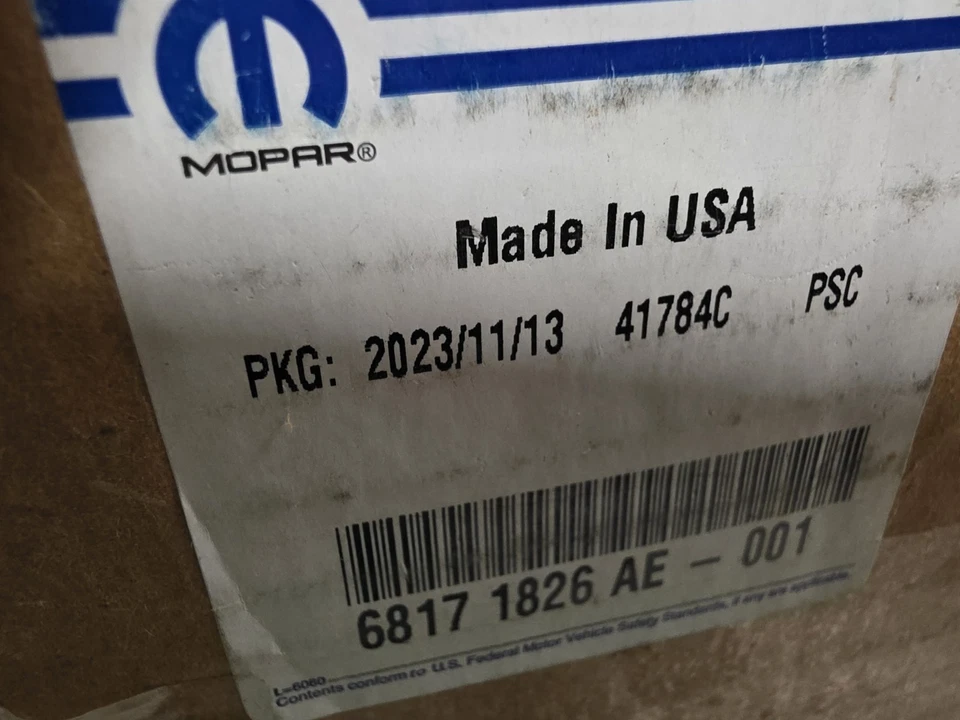 MOPAR®
Made In USA
PKG: 2023/11/13 41784C PSC
6817 1826 AE - 001
L-6060
Contents conform to U.S. Federal Motor Vehicle Safety Standards, if any are applicable.